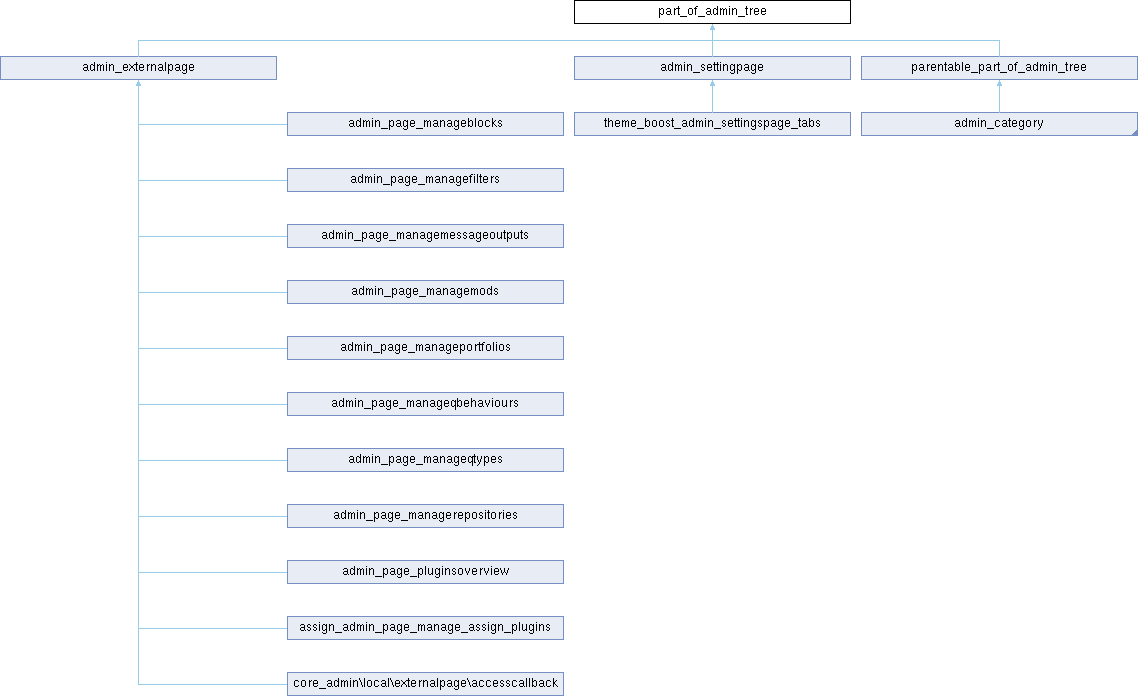 part_of_admin_tree
admin_externalpage
admin_settingpage
parentable_part_of_admin_tree
admin_page_manageblocks
theme_boost_admin_settingspage_tabs
admin_category
admin_page_managefilters
admin_page_managemessageoutputs
admin_page_managemods
admin_page_manageportfolios
admin_page_manageqbehaviours
admin_page_manageqtypes
admin_page_managerepositories
admin_page_pluginsoverview
assign_admin_page_manage_assign_plugins
core_admin\local\externalpage\accesscallback